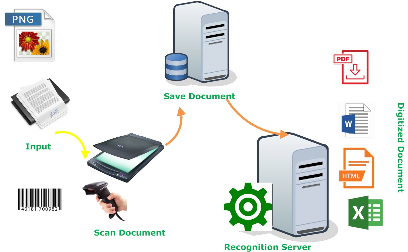 PNG
PDF
Save Document
W
Input
HTML
Digitized Document
Scan Document
X
Recognition Server